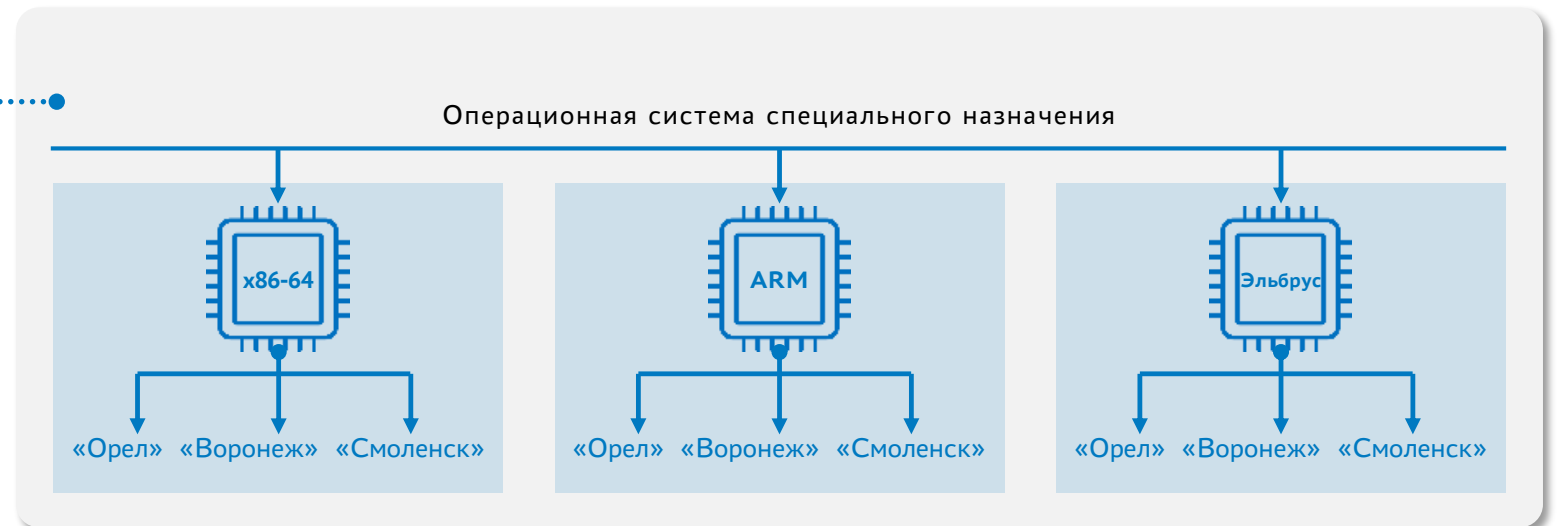 Операционная система специального назначения
x86-64
ARM
Эльбрус
«Орел» «Воронеж» «Смоленск»
«Орел» «Воронеж» «Смоленск»
«Орел» «Воронеж» «Смоленск»